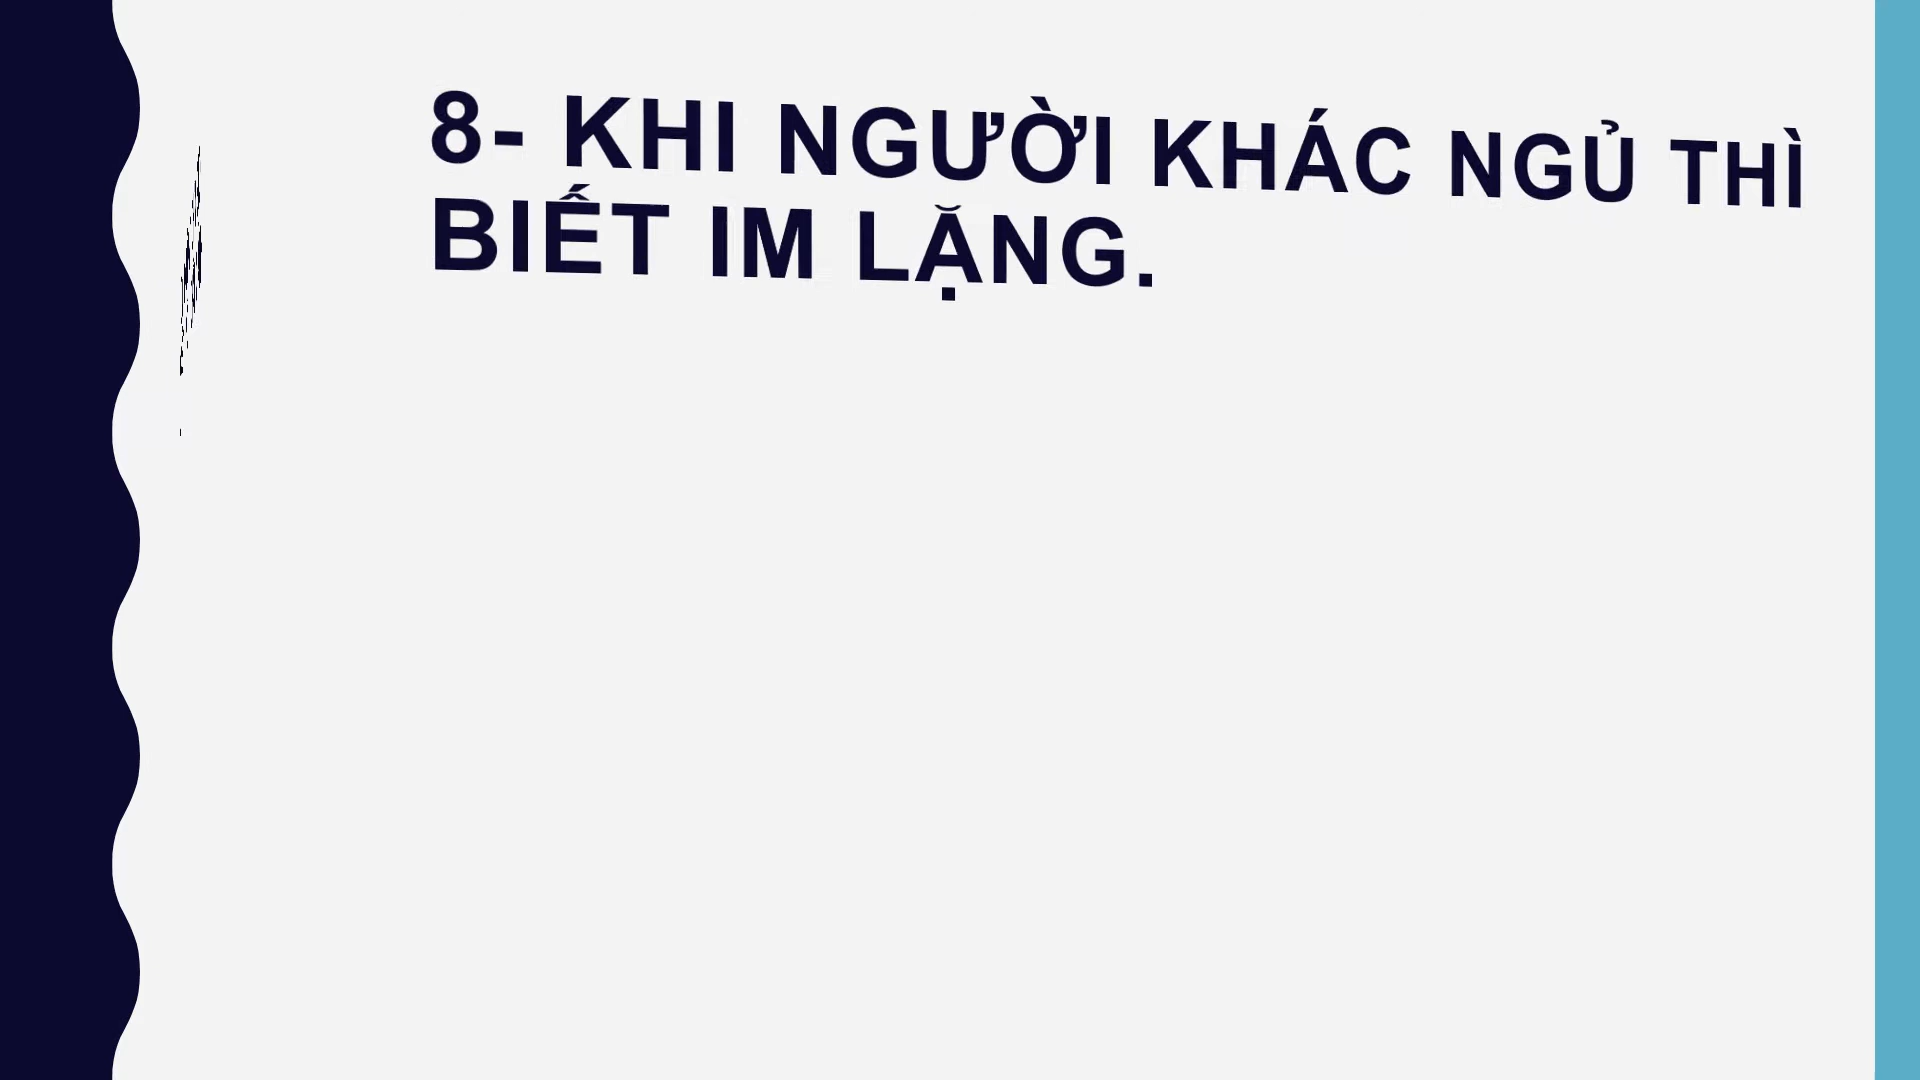 8- KHI NGƯỜI KHÁC NGỦ THÌ
BIẾT IM LẶNG.